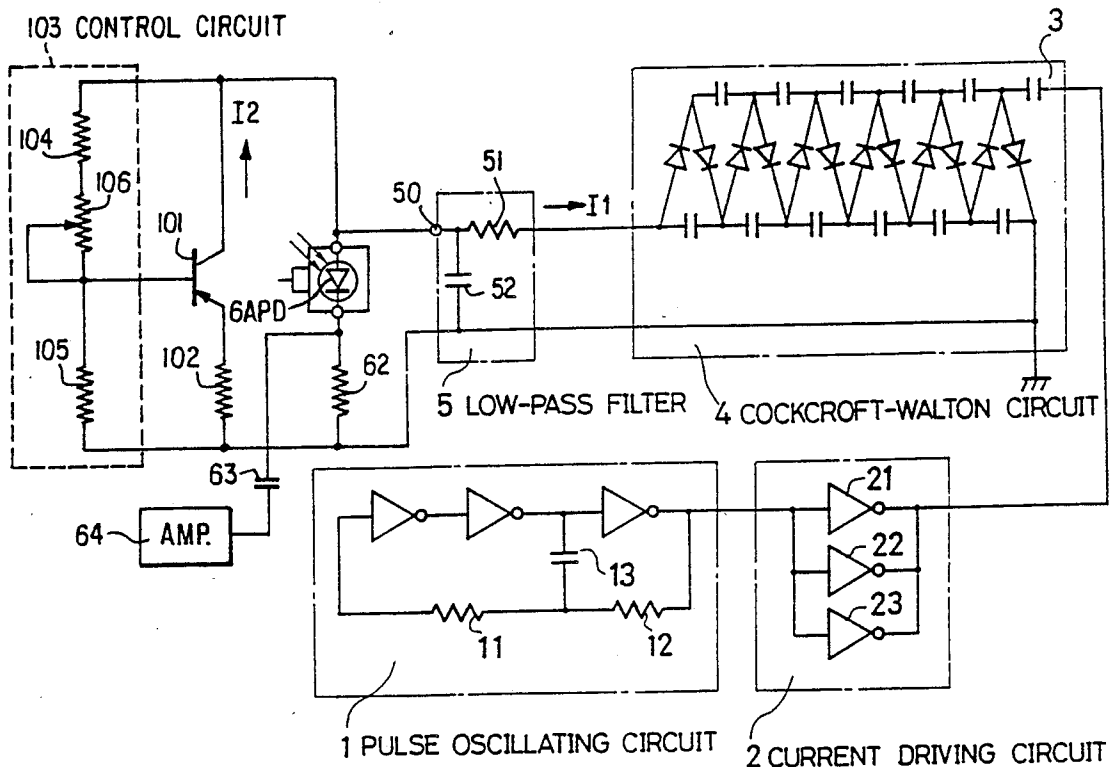 103 CONTROL CIRCUIT
3
I2
104
106
101
50
51
I1
52
6APD
105
102
62
5 LOW-PASS FILTER
4 COCKCROFT-WALTON CIRCUIT
63
64
AMP.
21
22
23
13
11
12
1 PULSE OSCILLATING CIRCUIT
2 CURRENT DRIVING CIRCUIT